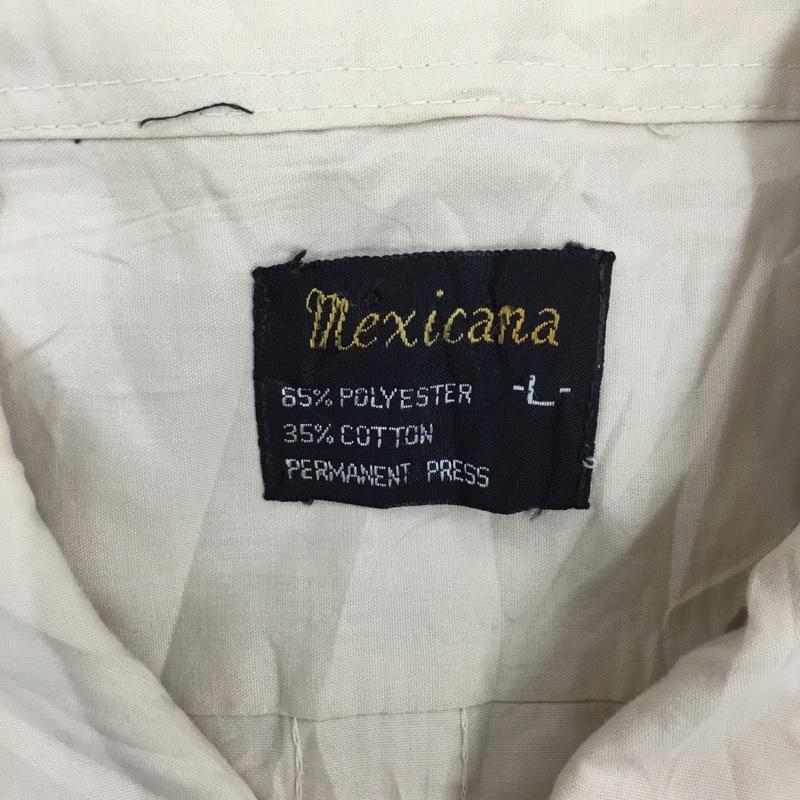 Mexicana
65% POLYESTER -L-
35% COTTON
PERMANENT PRESS